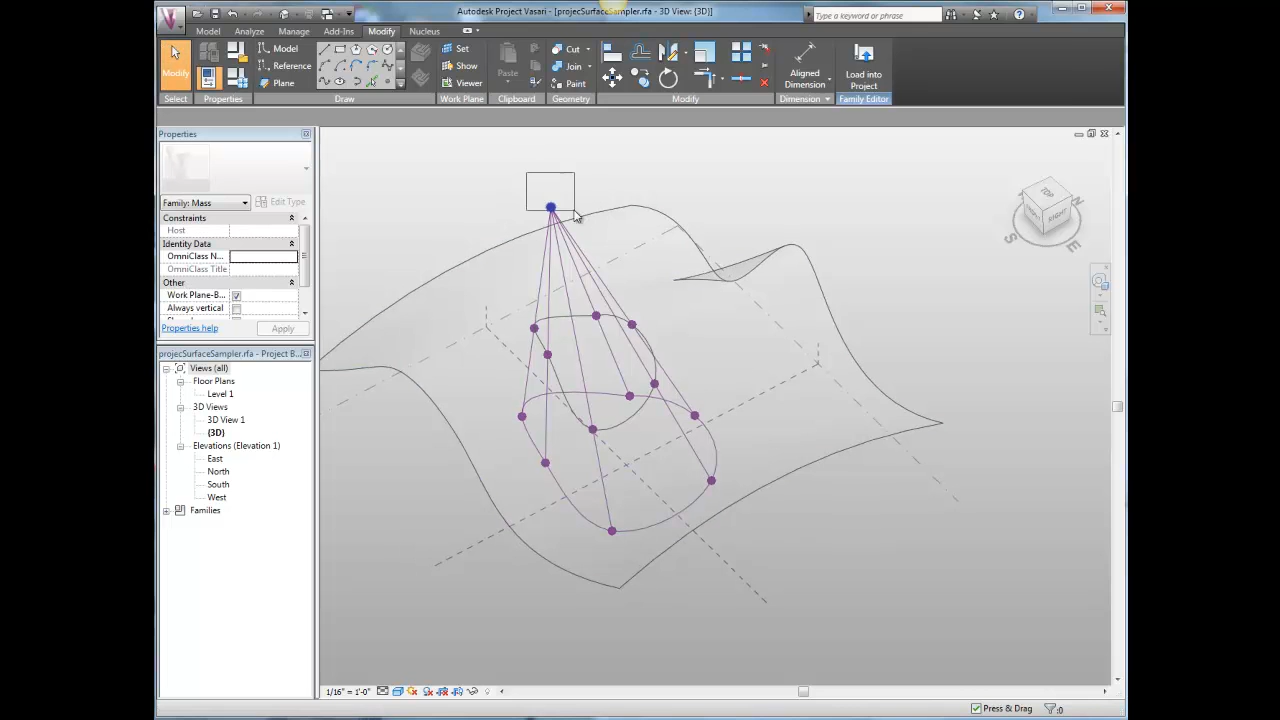 Autodesk Project Vasari - [projecSurfaceSampler.rfa - 3D View: {3D}]
Type a keyword or phrase
Model Analyze Manage Add-Ins Modify Nucleus
Modify
Model
Reference
Plane
Set
Show
Viewer
Paste
Cut
Join
Paint
Aligned
Dimension
Load into
Project
Select Properties Draw Work Plane Clipboard Geometry Modify Dimension Family Editor
Properties
Family: Mass Edit Type
Constraints
Host
Identity Data
OmniClass N...
OmniClass Title
Other
Work Plane-B...
Always vertical
Properties help Apply
projecSurfaceSampler.rfa - Project B...
Views (all)
Floor Plans
Level 1
3D Views
3D View 1
{3D}
Elevations (Elevation 1)
East
North
South
West
Families
TOP
FRONT
RIGHT
S
E
N
1/16" = 1'-0"
Press & Drag :0